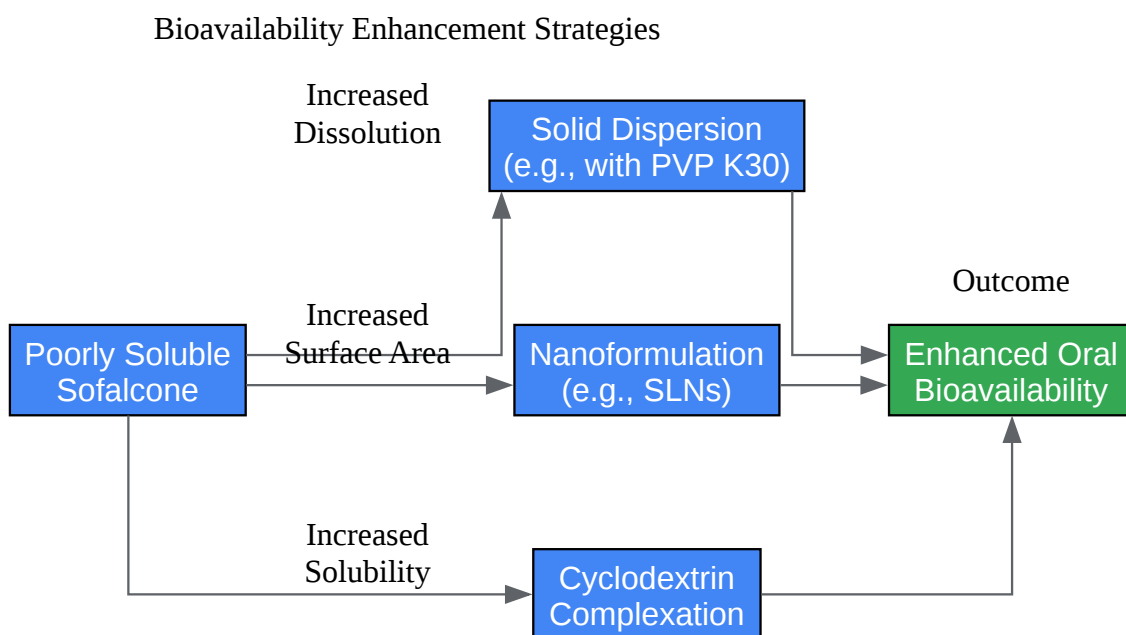 Bioavailability Enhancement Strategies
Increased
Dissolution
Solid Dispersion
(e.g., with PVP K30)
Outcome
Poorly Soluble
Sofalcone
Increased
Surface Area
Nanoformulation
(e.g., SLNs)
Enhanced Oral
Bioavailability
Increased
Solubility
Cyclodextrin
Complexation